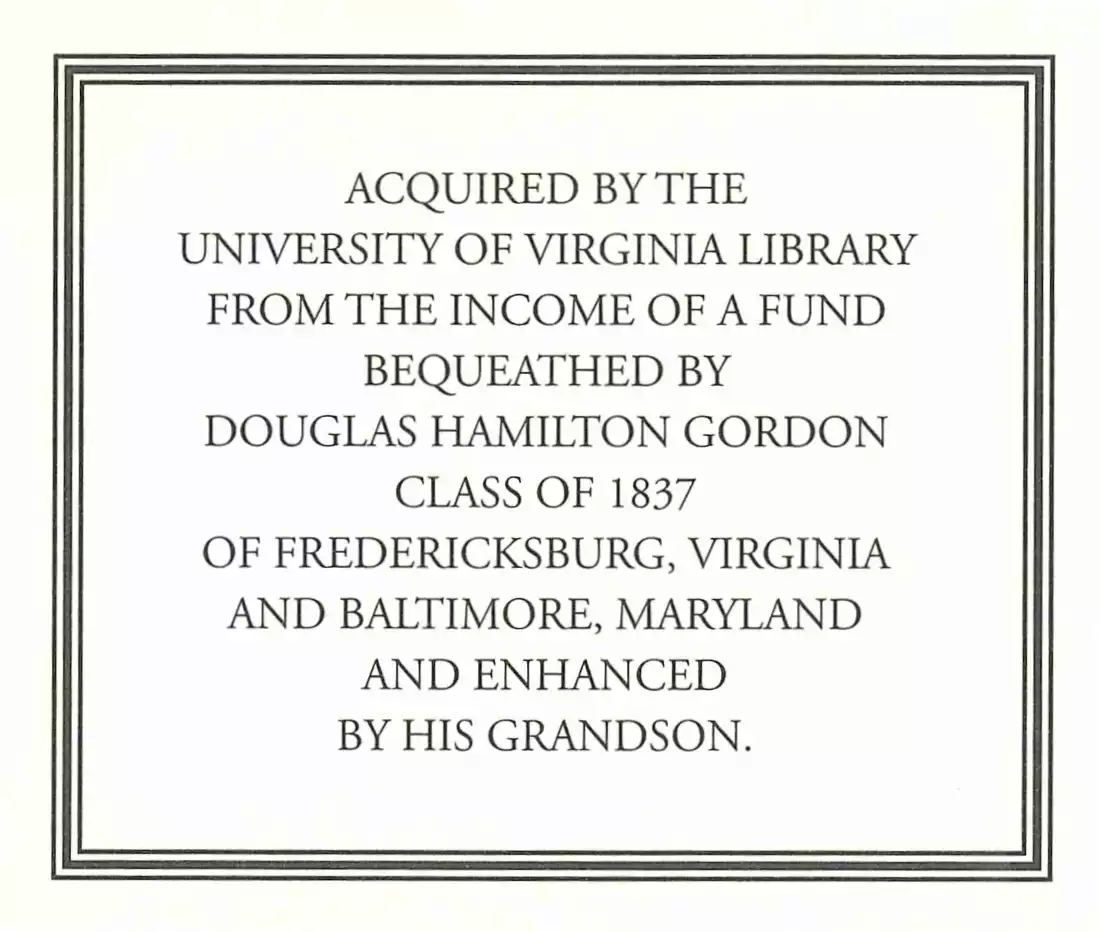 ACQUIRED BY THE
UNIVERSITY OF VIRGINIA LIBRARY
FROM THE INCOME OF A FUND
BEQUEATHED BY
DOUGLAS HAMILTON GORDON
CLASS OF 1837
OF FREDERICKSBURG, VIRGINIA
AND BALTIMORE, MARYLAND
AND ENHANCED
BY HIS GRANDSON.